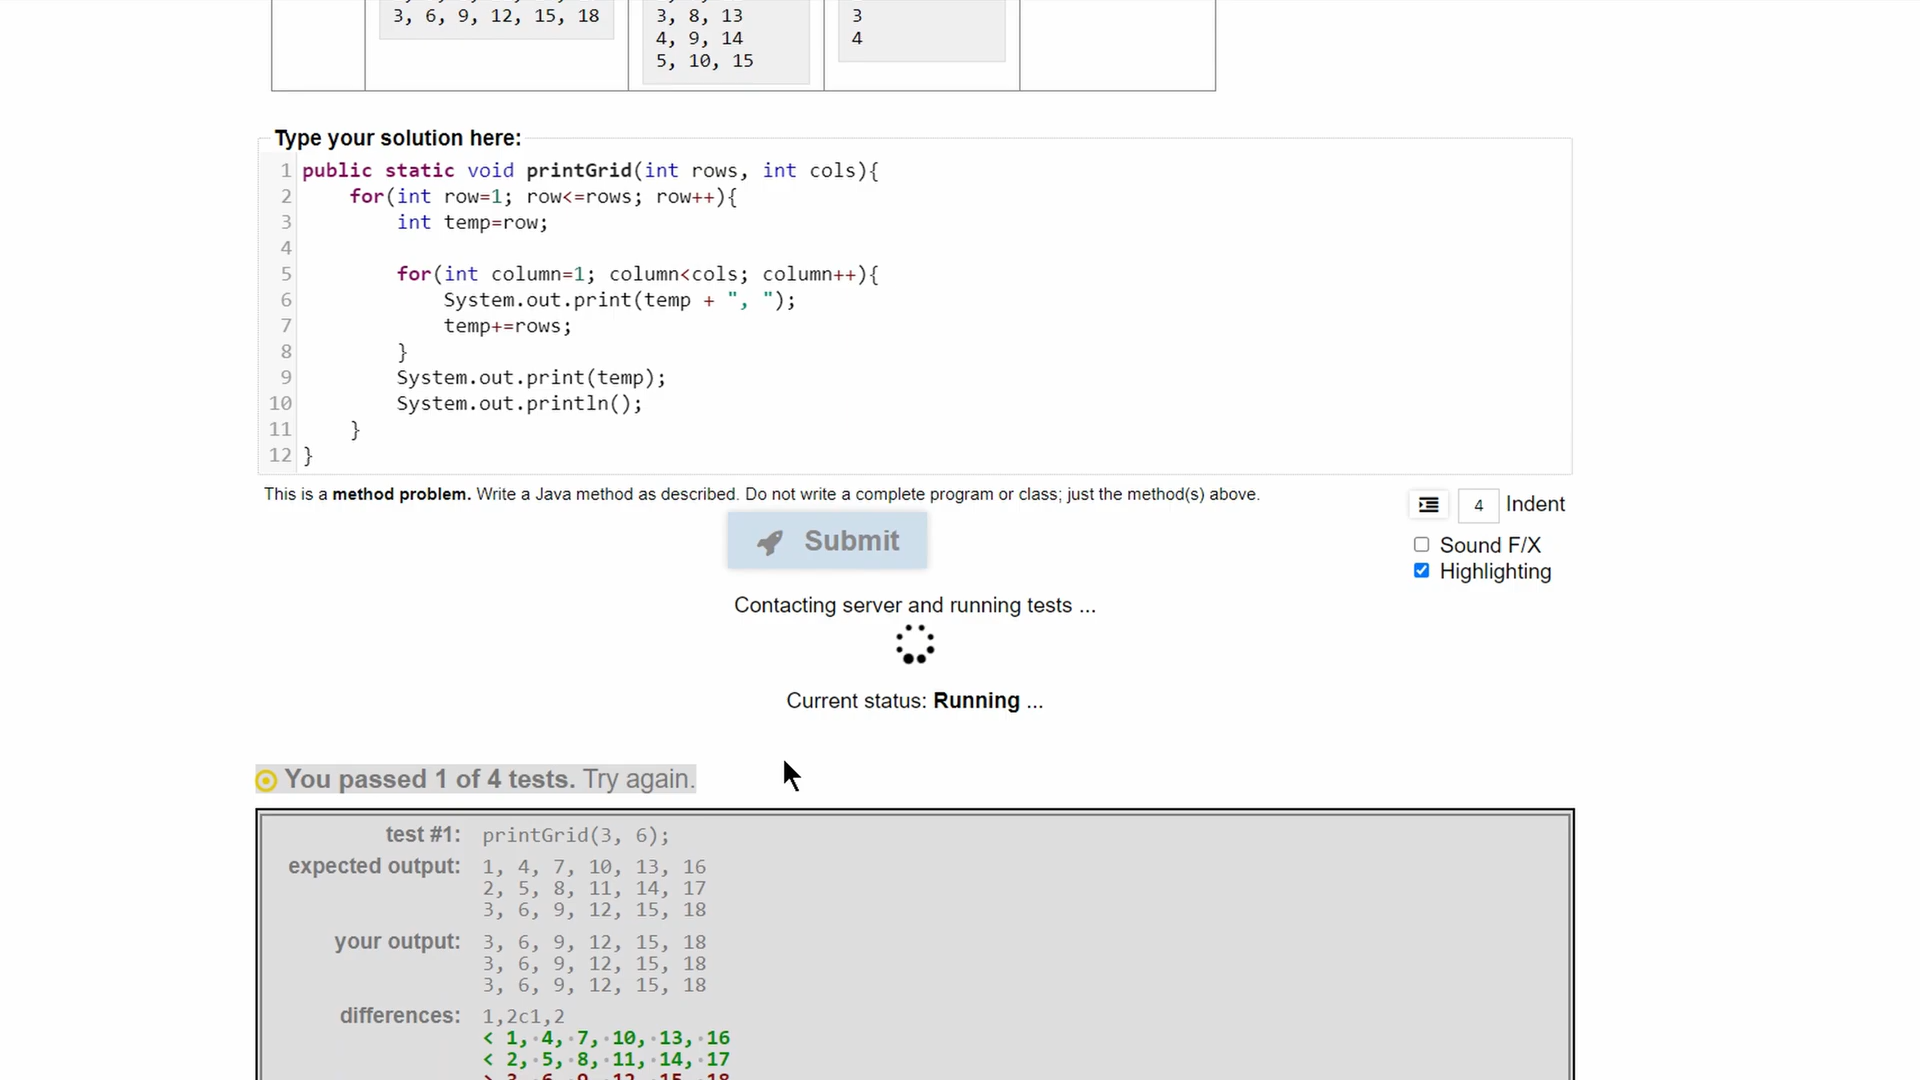 3, 6, 9, 12, 15, 18
3, 8, 13
4, 9, 14
5, 10, 15
3
4
Type your solution here:
1 public static void printGrid(int rows, int cols){
2 for(int row=1; row<=rows; row++){
3 int temp=row;
4
5 for(int column=1; column<cols; column++){
6 System.out.print(temp + ", ");
7 temp+=rows;
8 }
9 System.out.print(temp);
10 System.out.println();
11 }
12 }
This is a method problem. Write a Java method as described. Do not write a complete program or class; just the method(s) above.
4 Indent
Submit
Sound F/X
Highlighting
Contacting server and running tests ...
Current status: Running ...
You passed 1 of 4 tests. Try again.
test #1: printGrid(3, 6);
expected output: 1, 4, 7, 10, 13, 16
2, 5, 8, 11, 14, 17
3, 6, 9, 12, 15, 18
your output: 3, 6, 9, 12, 15, 18
3, 6, 9, 12, 15, 18
3, 6, 9, 12, 15, 18
differences: 1,2c1,2
< 1, 4, 7, 10, 13, 16
< 2, 5, 8, 11, 14, 17
> 3, 6, 9, 12, 15, 18